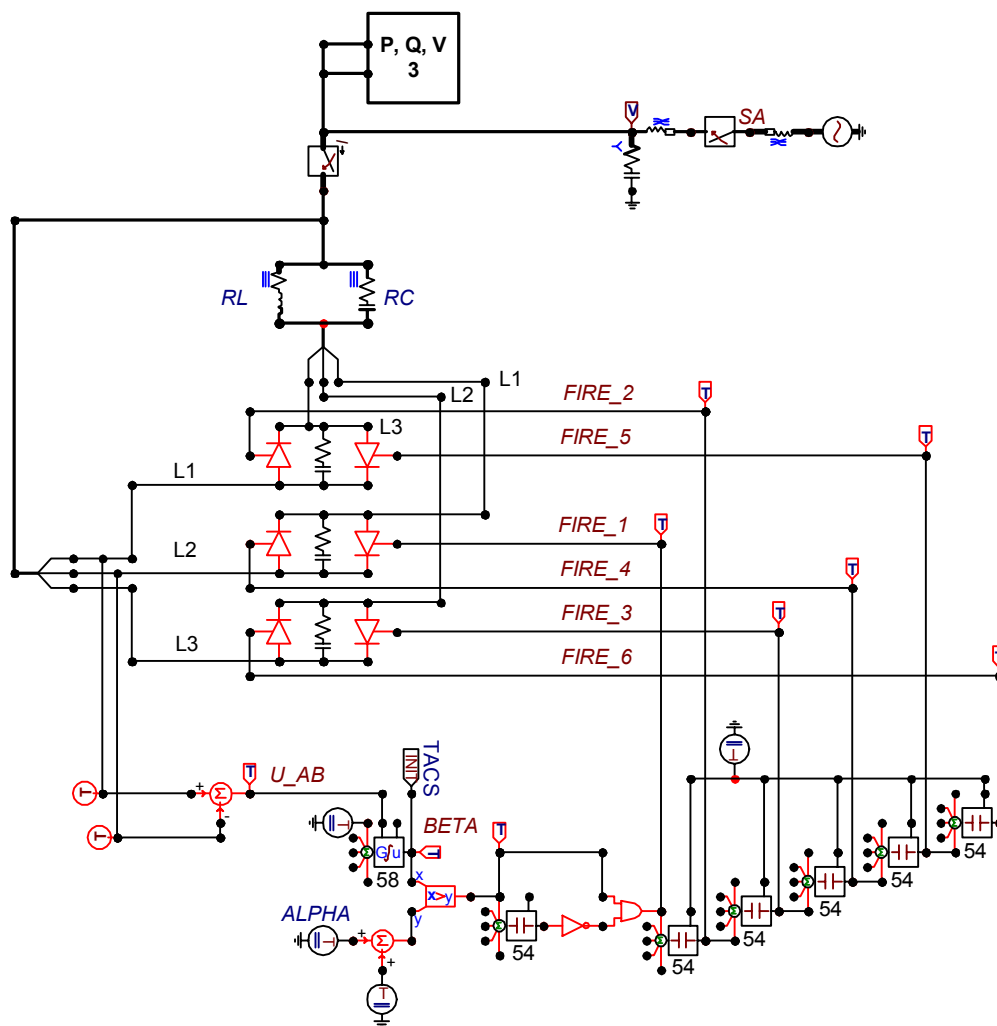 P, Q, V
3
V
SA
I
RL
RC
L1
L2
FIRE_2
T
L3
FIRE_5
T
L1
FIRE_1
T
L2
FIRE_4
T
FIRE_3
T
L3
FIRE_6
T
T
U_AB
T
TACS
INIT
BETA
T
T
T
+
Σ
-
T
T
Σ
G∫u
58
x
x>y
y
ALPHA
T
+
Σ
+
T
Σ
54
Σ
54
Σ
54
Σ
54
Σ
54
Σ
54